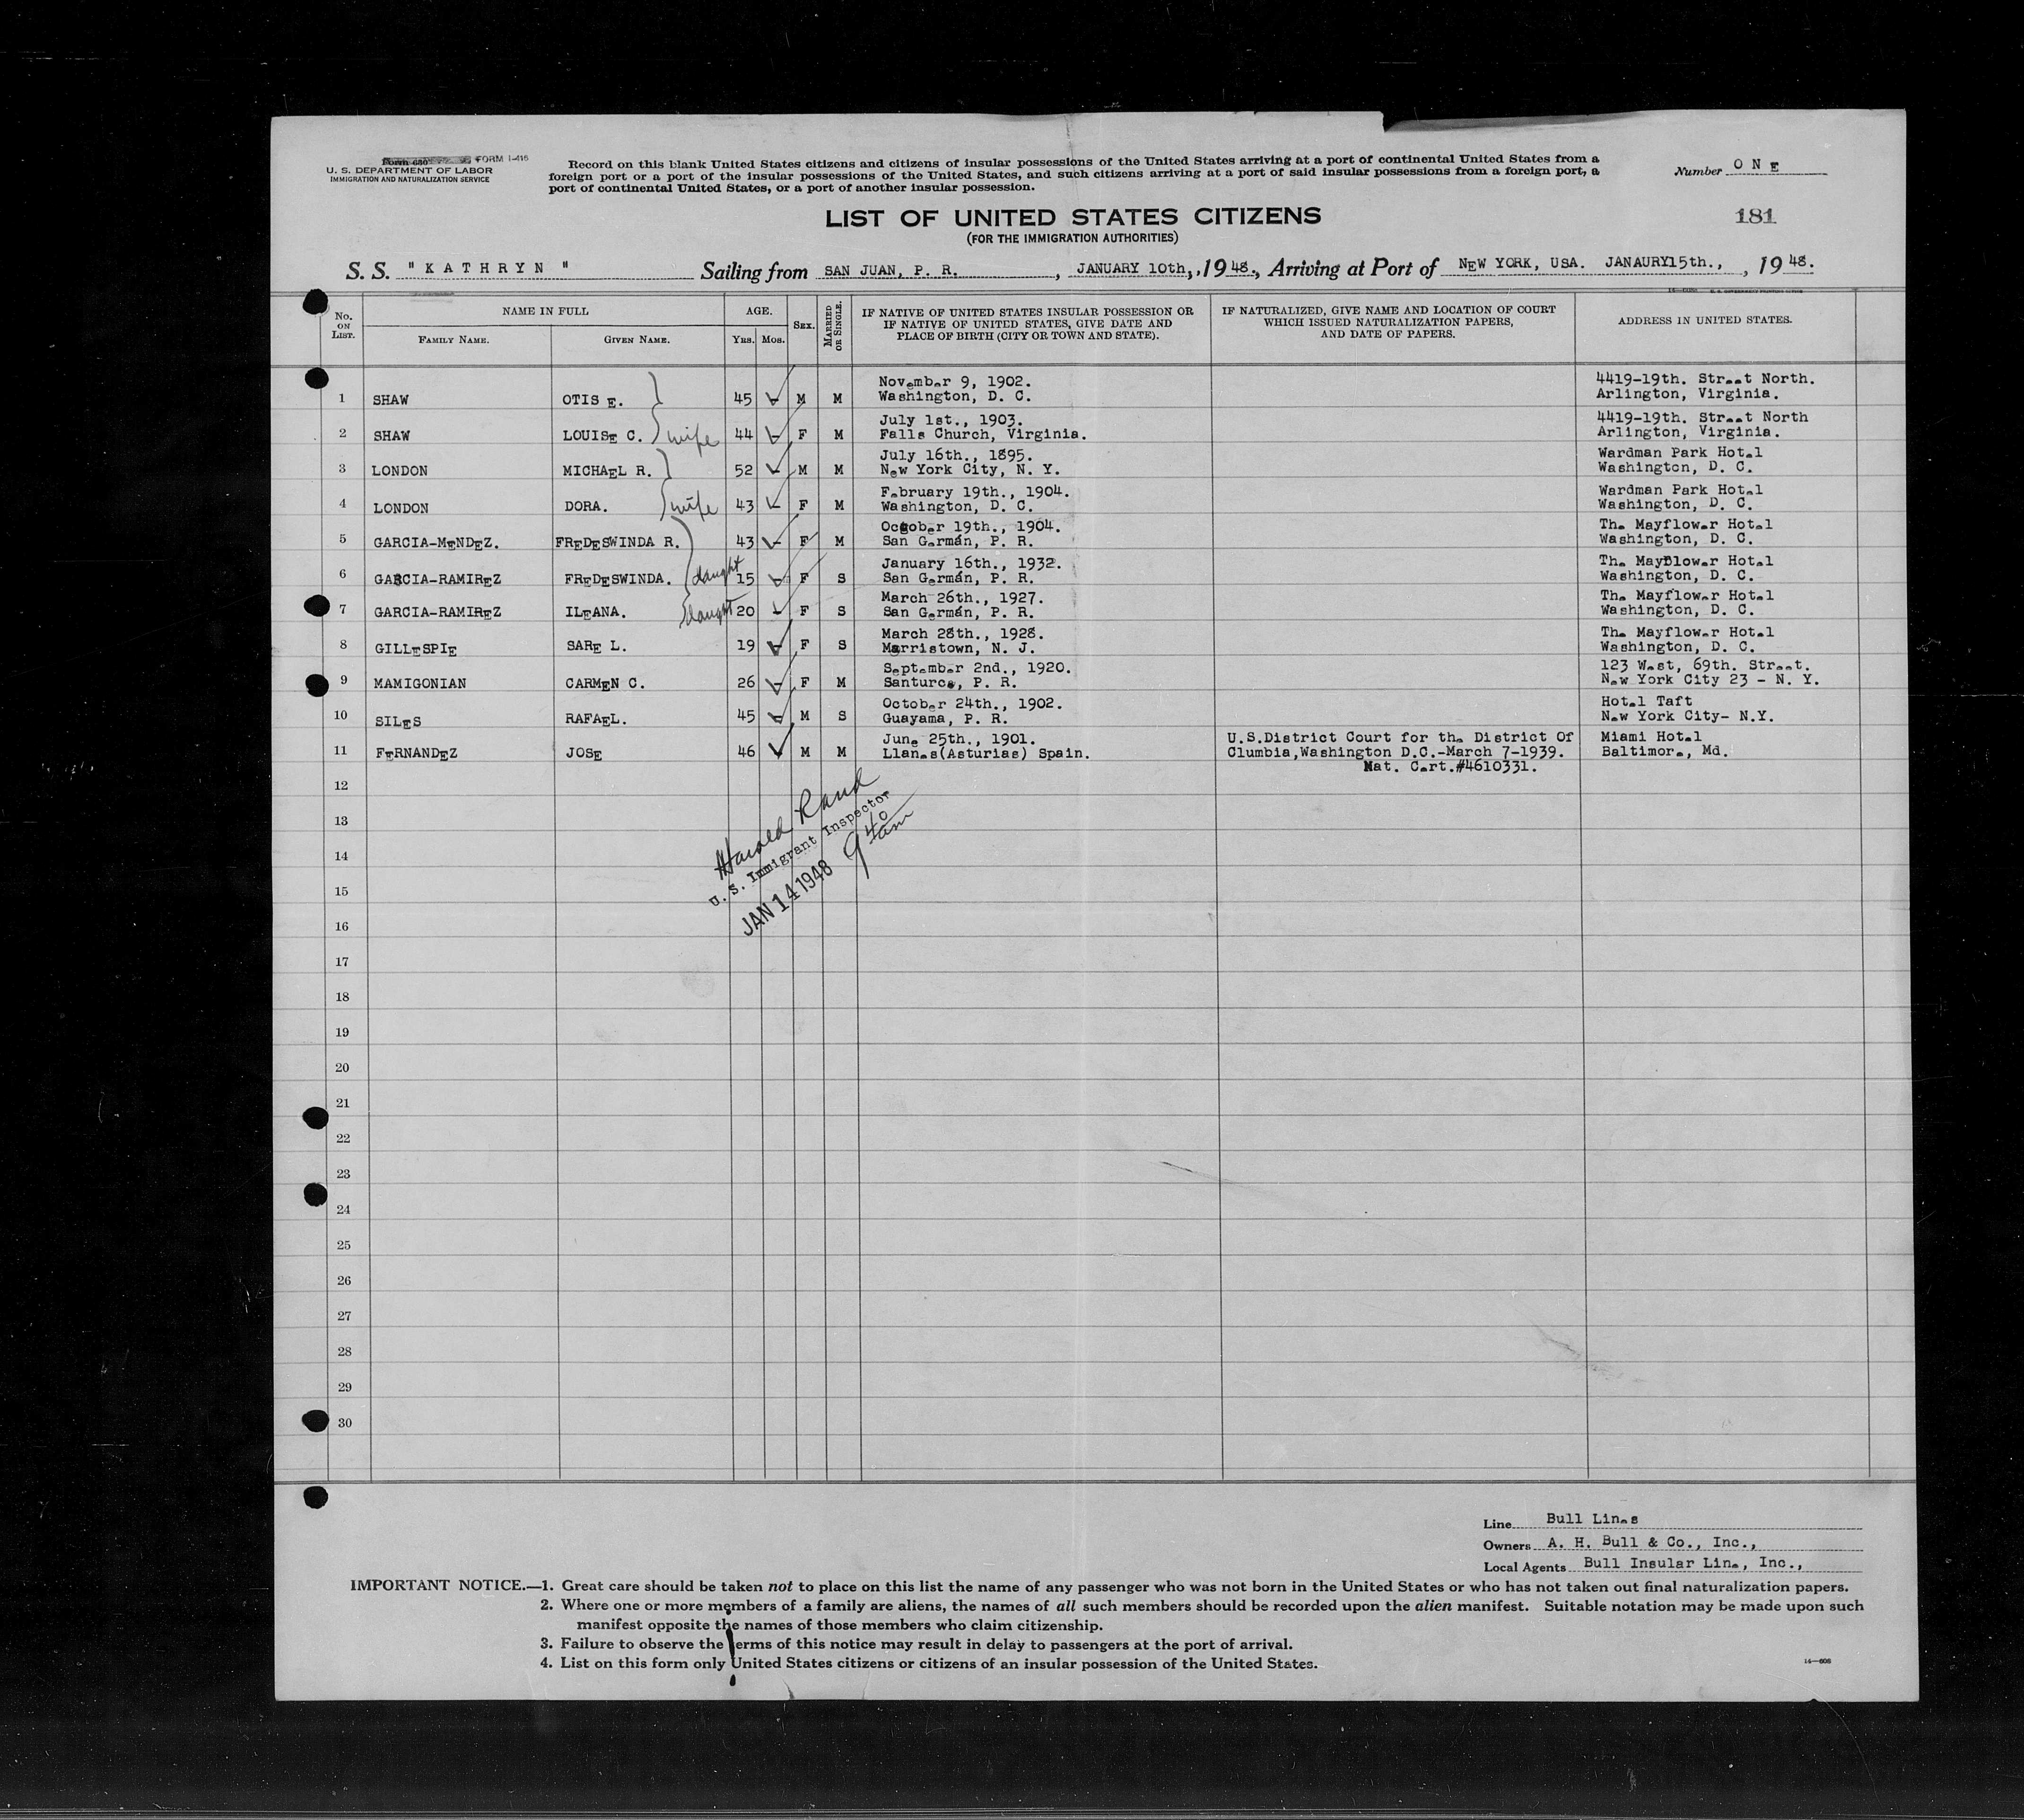 FORM I-416
U. S. DEPARTMENT OF LABOR
IMMIGRATION AND NATURALIZATION SERVICE
Record on this blank United States citizens and citizens of insular possessions of the United States arriving at a port of continental United States from a
foreign port or a port of the insular possessions of the United States, and such citizens arriving at a port of said insular possessions from a foreign port, a
port of continental United States, or a port of another insular possession.
Number ONE
LIST OF UNITED STATES CITIZENS
181
(FOR THE IMMIGRATION AUTHORITIES)
S. S. "KATHRYN" Sailing from SAN JUAN, P. R. , JANUARY 10th,, 1948., Arriving at Port of NEW YORK, USA. JANAURY15th., , 1948.
No. ON LIST. NAME IN FULL AGE. SEX. MARRIED OR SINGLE. IF NATIVE OF UNITED STATES INSULAR POSSESSION OR IF NATIVE OF UNITED STATES, GIVE DATE AND PLACE OF BIRTH (CITY OR TOWN AND STATE). IF NATURALIZED, GIVE NAME AND LOCATION OF COURT WHICH ISSUED NATURALIZATION PAPERS, AND DATE OF PAPERS. ADDRESS IN UNITED STATES.
FAMILY NAME. GIVEN NAME. YRS. MOS.
November 9, 1902. 4419-19th. Street North.
1 SHAW OTIS E. 45 M M Washington, D. C. Arlington, Virginia.
July 1st., 1903. 4419-19th. Street North
2 SHAW LOUISE C. wife 44 F M Falls Church, Virginia. Arlington, Virginia.
July 16th., 1895. Wardman Park Hotel
3 LONDON MICHAEL R. 52 M M New York City, N. Y. Washington, D. C.
February 19th., 1904. Wardman Park Hotel
4 LONDON DORA. wife 43 F M Washington, D. C. Washington, D. C.
October 19th., 1904. The Mayflower Hotel
5 GARCIA-MENDEZ. FREDESWINDA R. 43 F M San Germán, P. R. Washington, D. C.
January 16th., 1932. The Mayflower Hotel
6 GARCIA-RAMIREZ FREDESWINDA. daught 15 F S San Germán, P. R. Washington, D. C.
March 26th., 1927. The Mayflower Hotel
7 GARCIA-RAMIREZ ILEANA. daught 20 F S San Germán, P. R. Washington, D. C.
March 28th., 1928. The Mayflower Hotel
8 GILLESPIE SARE L. 19 F S Morristown, N. J. Washington, D. C.
September 2nd., 1920. 123 West, 69th. Street.
9 MAMIGONIAN CARMEN C. 26 F M Santurce, P. R. New York City 23 - N. Y.
October 24th., 1902. Hotel Taft
10 SILES RAFAEL. 45 M S Guayama, P. R. New York City- N.Y.
June 25th., 1901. U.S.District Court for the District Of Miami Hotel
11 FERNANDEZ JOSE 46 M M Llanes(Asturias) Spain. Clumbia,Washington D.C.-March 7-1939. Baltimore, Md.
Nat. Cert.#4610331.
12
Harold Rand
U. S. Immigrant Inspector
JAN 14 1948 9 40 am
13
14
15
16
17
18
19
20
21
22
23
24
25
26
27
28
29
30
Line Bull Lines
Owners A. H. Bull & Co., Inc.,
Local Agents Bull Insular Line, Inc.,
IMPORTANT NOTICE.—1. Great care should be taken not to place on this list the name of any passenger who was not born in the United States or who has not taken out final naturalization papers.
2. Where one or more members of a family are aliens, the names of all such members should be recorded upon the alien manifest. Suitable notation may be made upon such
manifest opposite the names of those members who claim citizenship.
3. Failure to observe the terms of this notice may result in delay to passengers at the port of arrival.
4. List on this form only United States citizens or citizens of an insular possession of the United States.
14—608